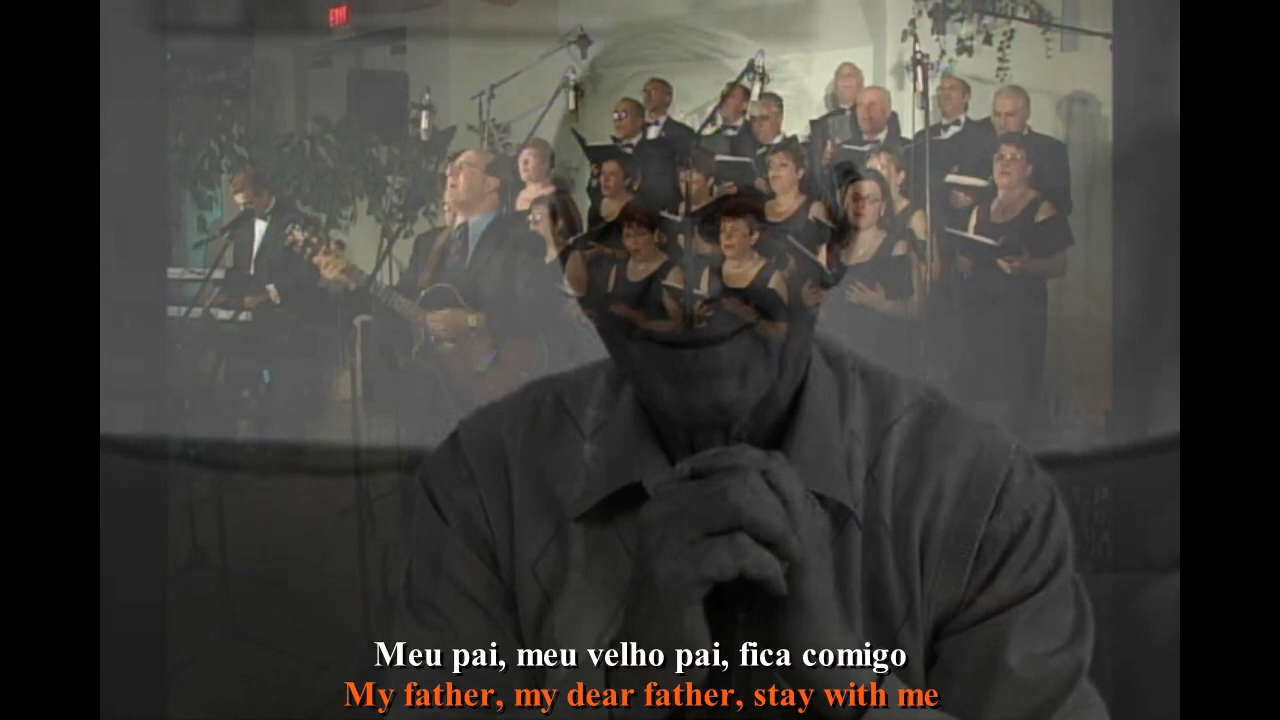 EXIT
Meu pai, meu velho pai, fica comigo
My father, my dear father, stay with me